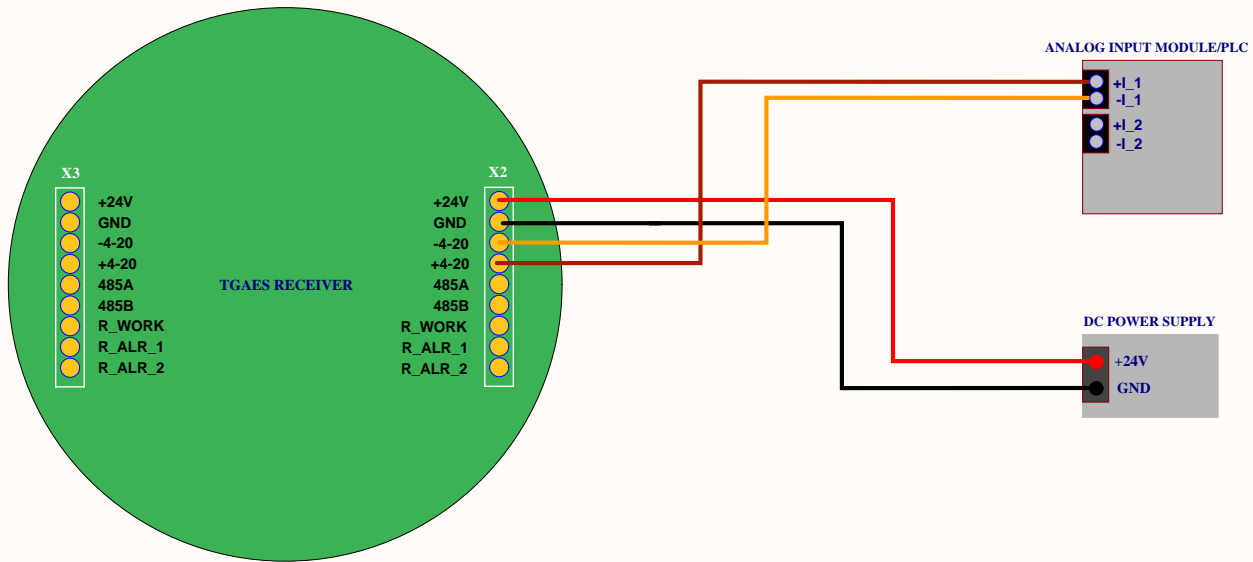 ANALOG INPUT MODULE/PLC
+I_1
-I_1
+I_2
-I_2
X3
+24V
GND
-4-20
+4-20
485A
485B
R_WORK
R_ALR_1
R_ALR_2
TGAES RECEIVER
X2
+24V
GND
-4-20
+4-20
485A
485B
R_WORK
R_ALR_1
R_ALR_2
DC POWER SUPPLY
+24V
GND